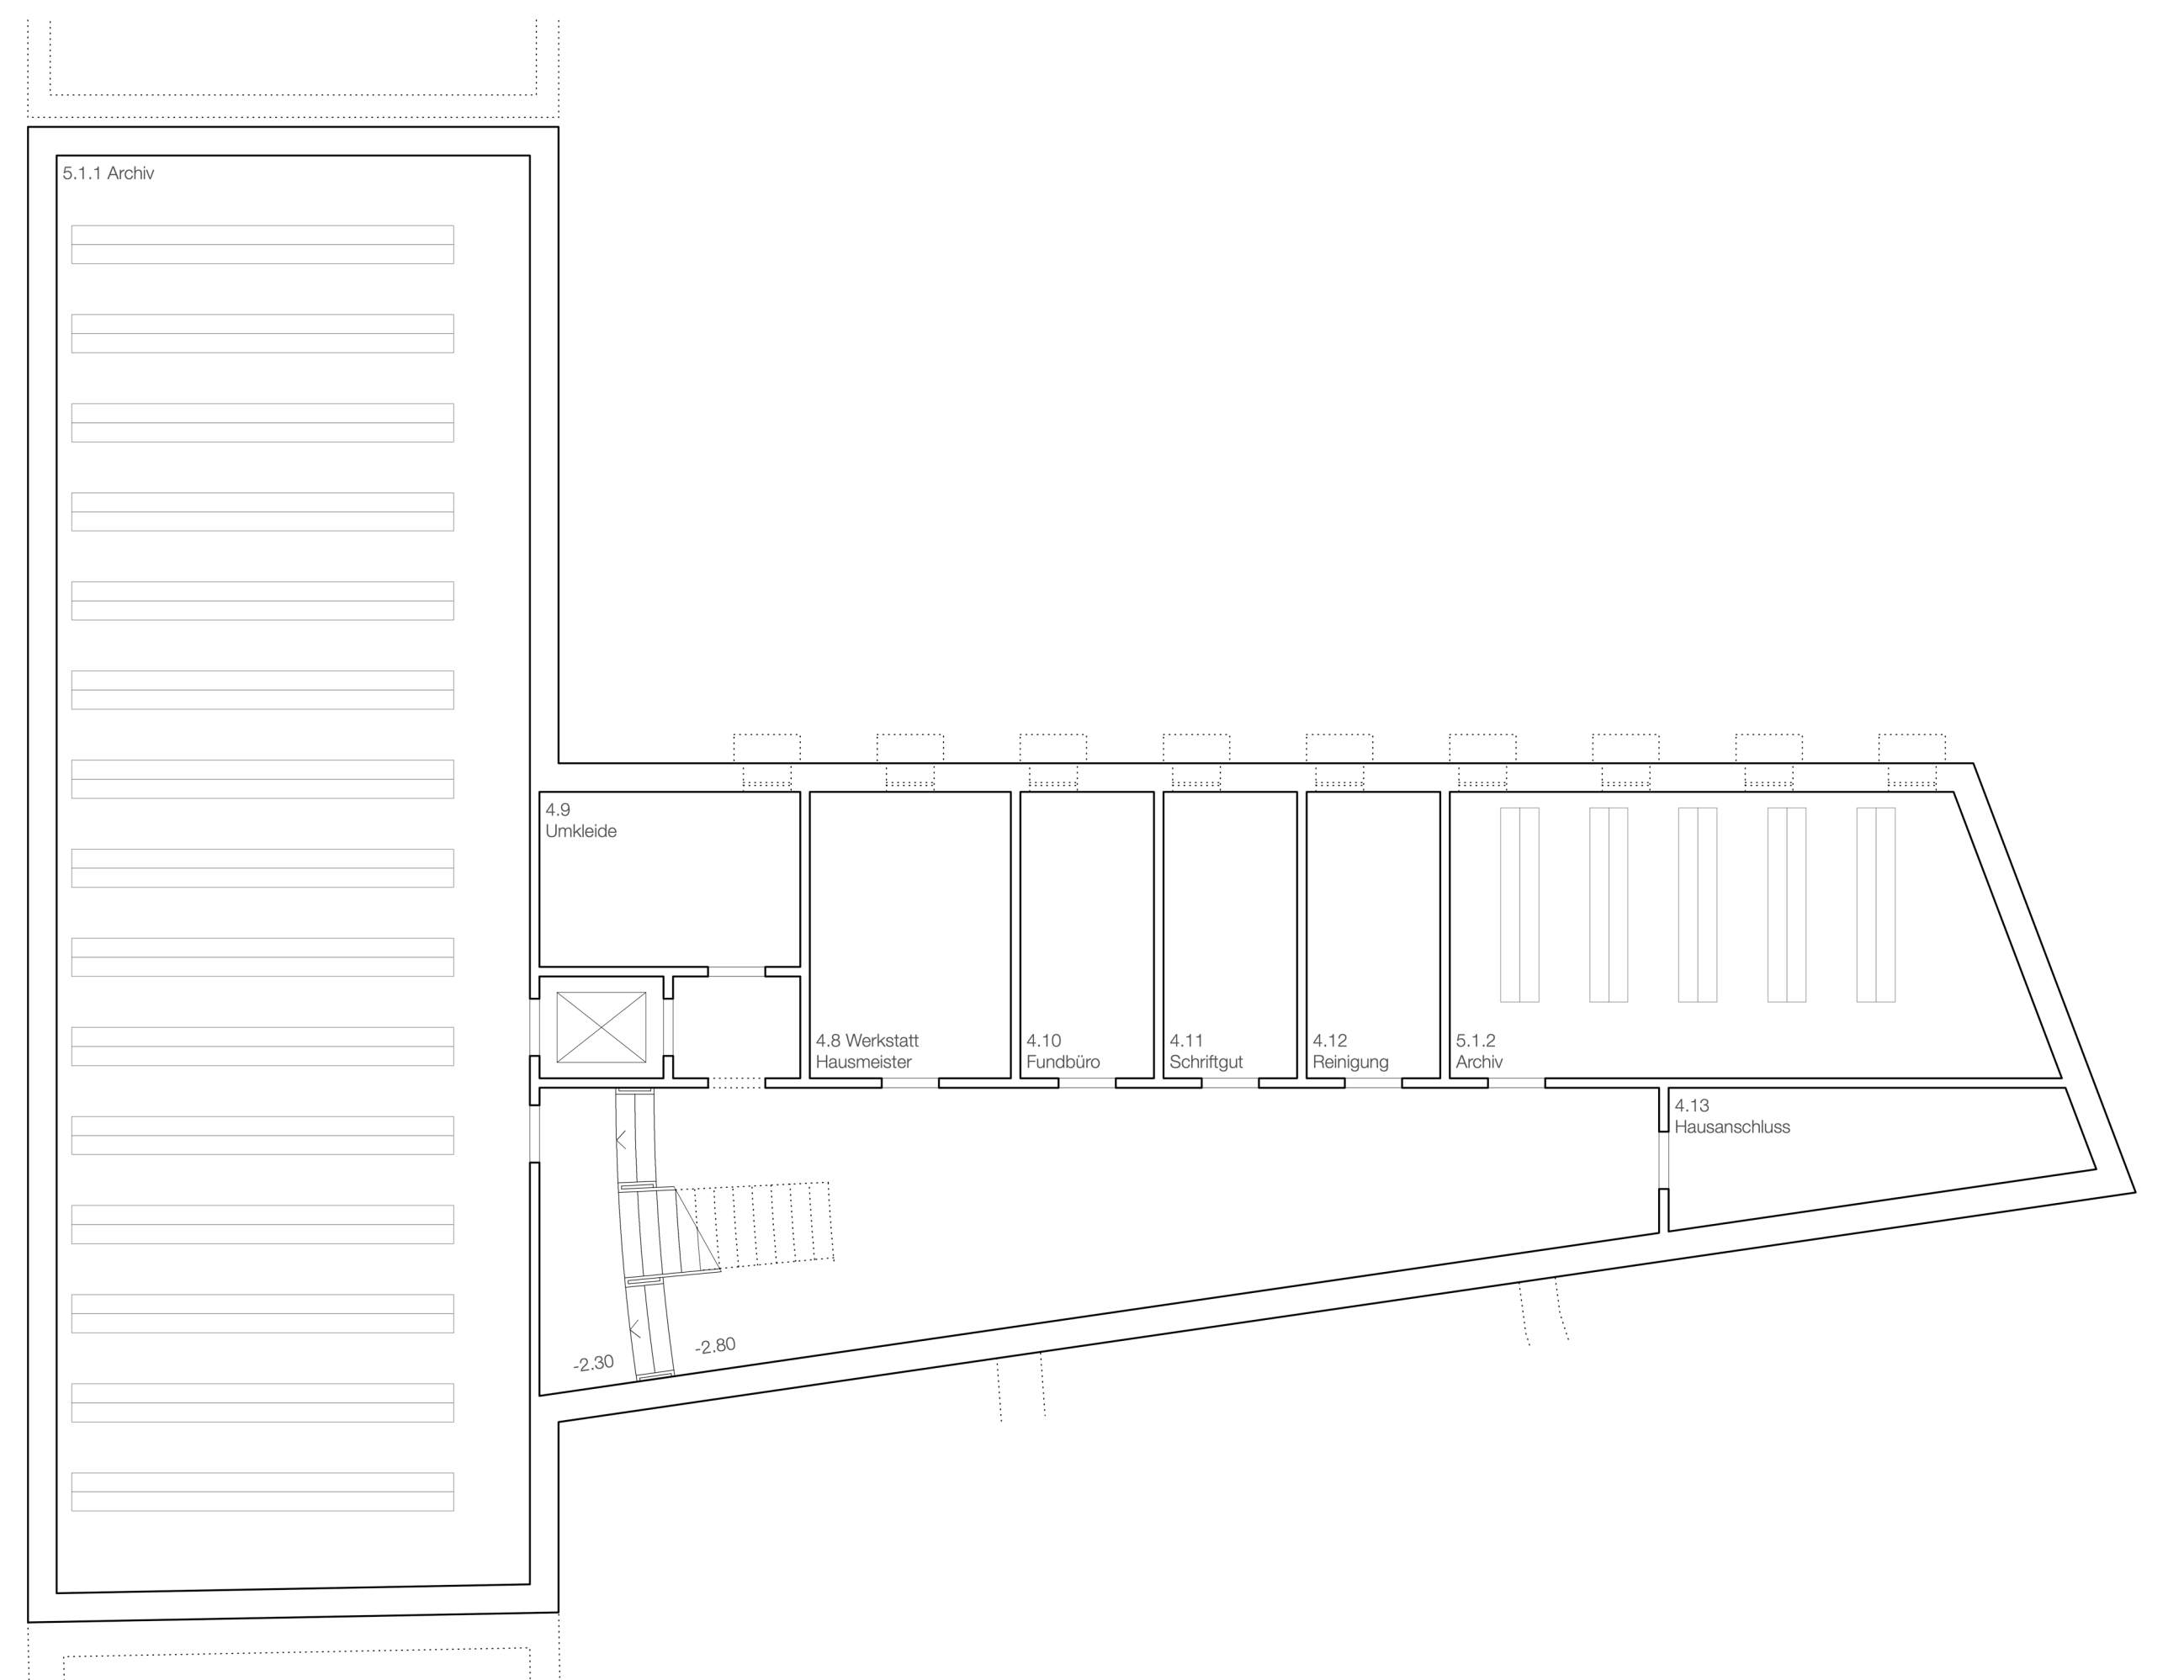 5.1.1 Archiv
4.9
Umkleide
4.8 Werkstatt
Hausmeister
4.10
Fundbüro
4.11
Schriftgut
4.12
Reinigung
5.1.2
Archiv
4.13
Hausanschluss
-2.30
-2.80